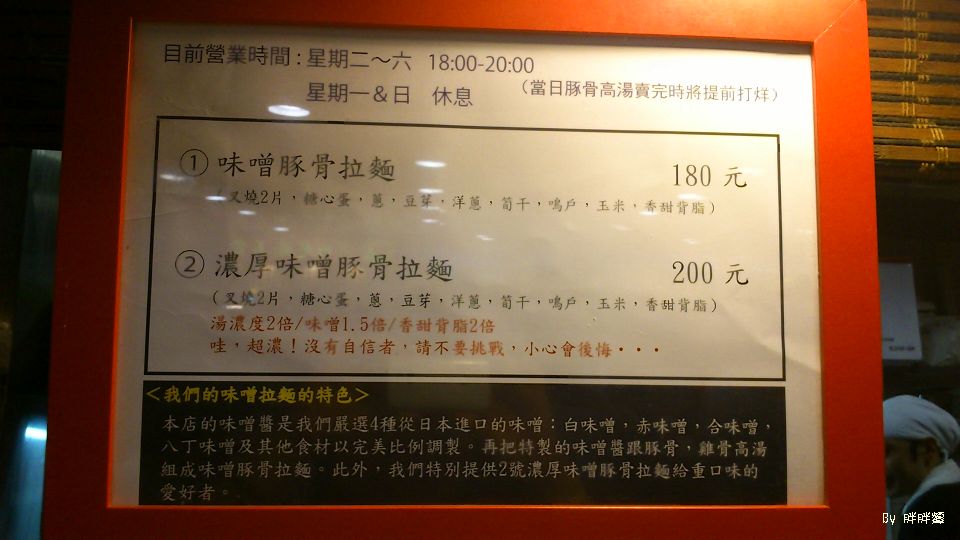 目前營業時間：星期二～六 18:00-20:00
星期一＆日 休息 （當日豚骨高湯賣完時將提前打烊）
① 味噌豚骨拉麵 180 元
（叉燒2片，糖心蛋，蔥，豆芽，洋蔥，筍干，鳴戶，玉米，香甜背脂）
② 濃厚味噌豚骨拉麵 200 元
（叉燒2片，糖心蛋，蔥，豆芽，洋蔥，筍干，鳴戶，玉米，香甜背脂）
湯濃度2倍/味噌1.5倍/香甜背脂2倍
哇，超濃！沒有自信者，請不要挑戰，小心會後悔・・・
＜我們的味噌拉麵的特色＞
本店的味噌醬是我們嚴選4種從日本進口的味噌：白味噌，赤味噌，合味噌，
八丁味噌及其他食材以完美比例調製。再把特製的味噌醬跟豚骨，雞骨高湯
組成味噌豚骨拉麵。此外，我們特別提供2號濃厚味噌豚骨拉麵給重口味的
愛好者。
By 胖胖